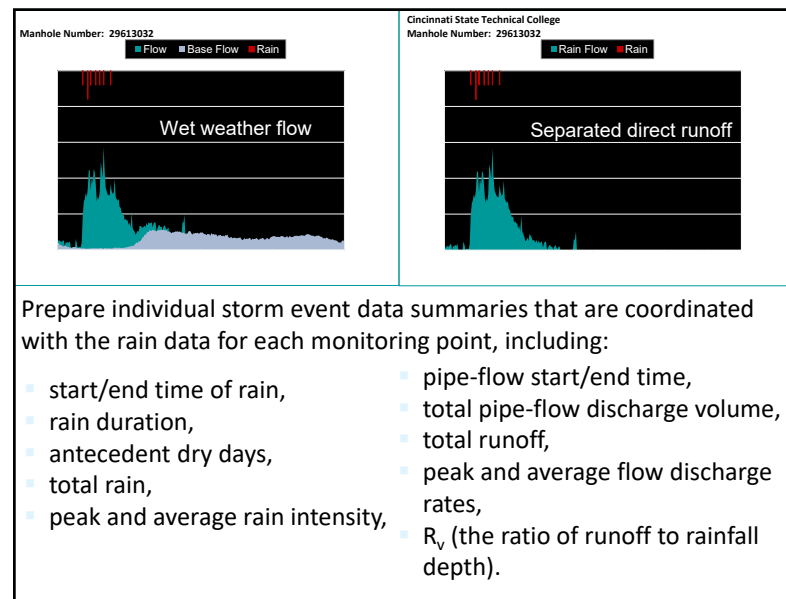 Manhole Number: 29613032
Flow Base Flow Rain
Wet weather flow
Cincinnati State Technical College
Manhole Number: 29613032
Rain Flow Rain
Separated direct runoff
Prepare individual storm event data summaries that are coordinated
with the rain data for each monitoring point, including:
start/end time of rain,
rain duration,
antecedent dry days,
total rain,
peak and average rain intensity,
pipe-flow start/end time,
total pipe-flow discharge volume,
total runoff,
peak and average flow discharge
rates,
Rv (the ratio of runoff to rainfall
depth).